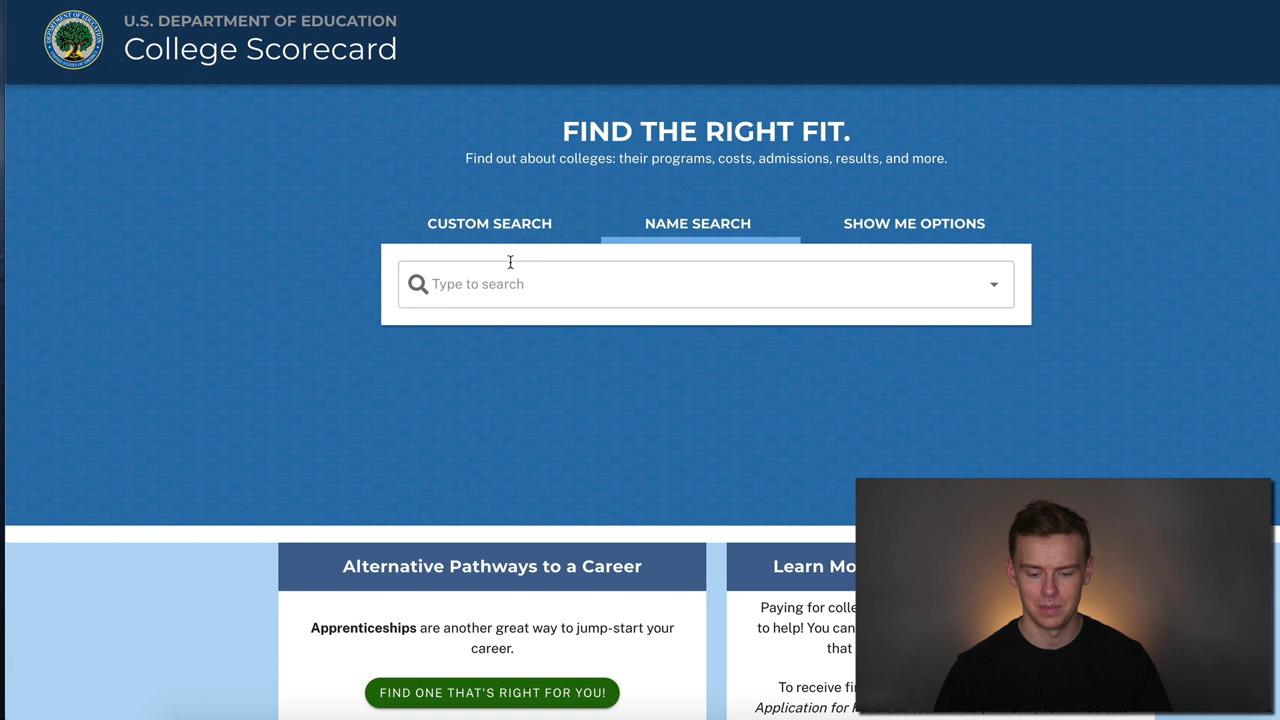 U.S. DEPARTMENT OF EDUCATION
College Scorecard
FIND THE RIGHT FIT.
Find out about colleges: their programs, costs, admissions, results, and more.
CUSTOM SEARCH
NAME SEARCH
SHOW ME OPTIONS
Type to search
Alternative Pathways to a Career
Apprenticeships are another great way to jump-start your
career.
FIND ONE THAT'S RIGHT FOR YOU!
Learn Mo
Paying for colle
to help! You can
that
To receive fi
Application for